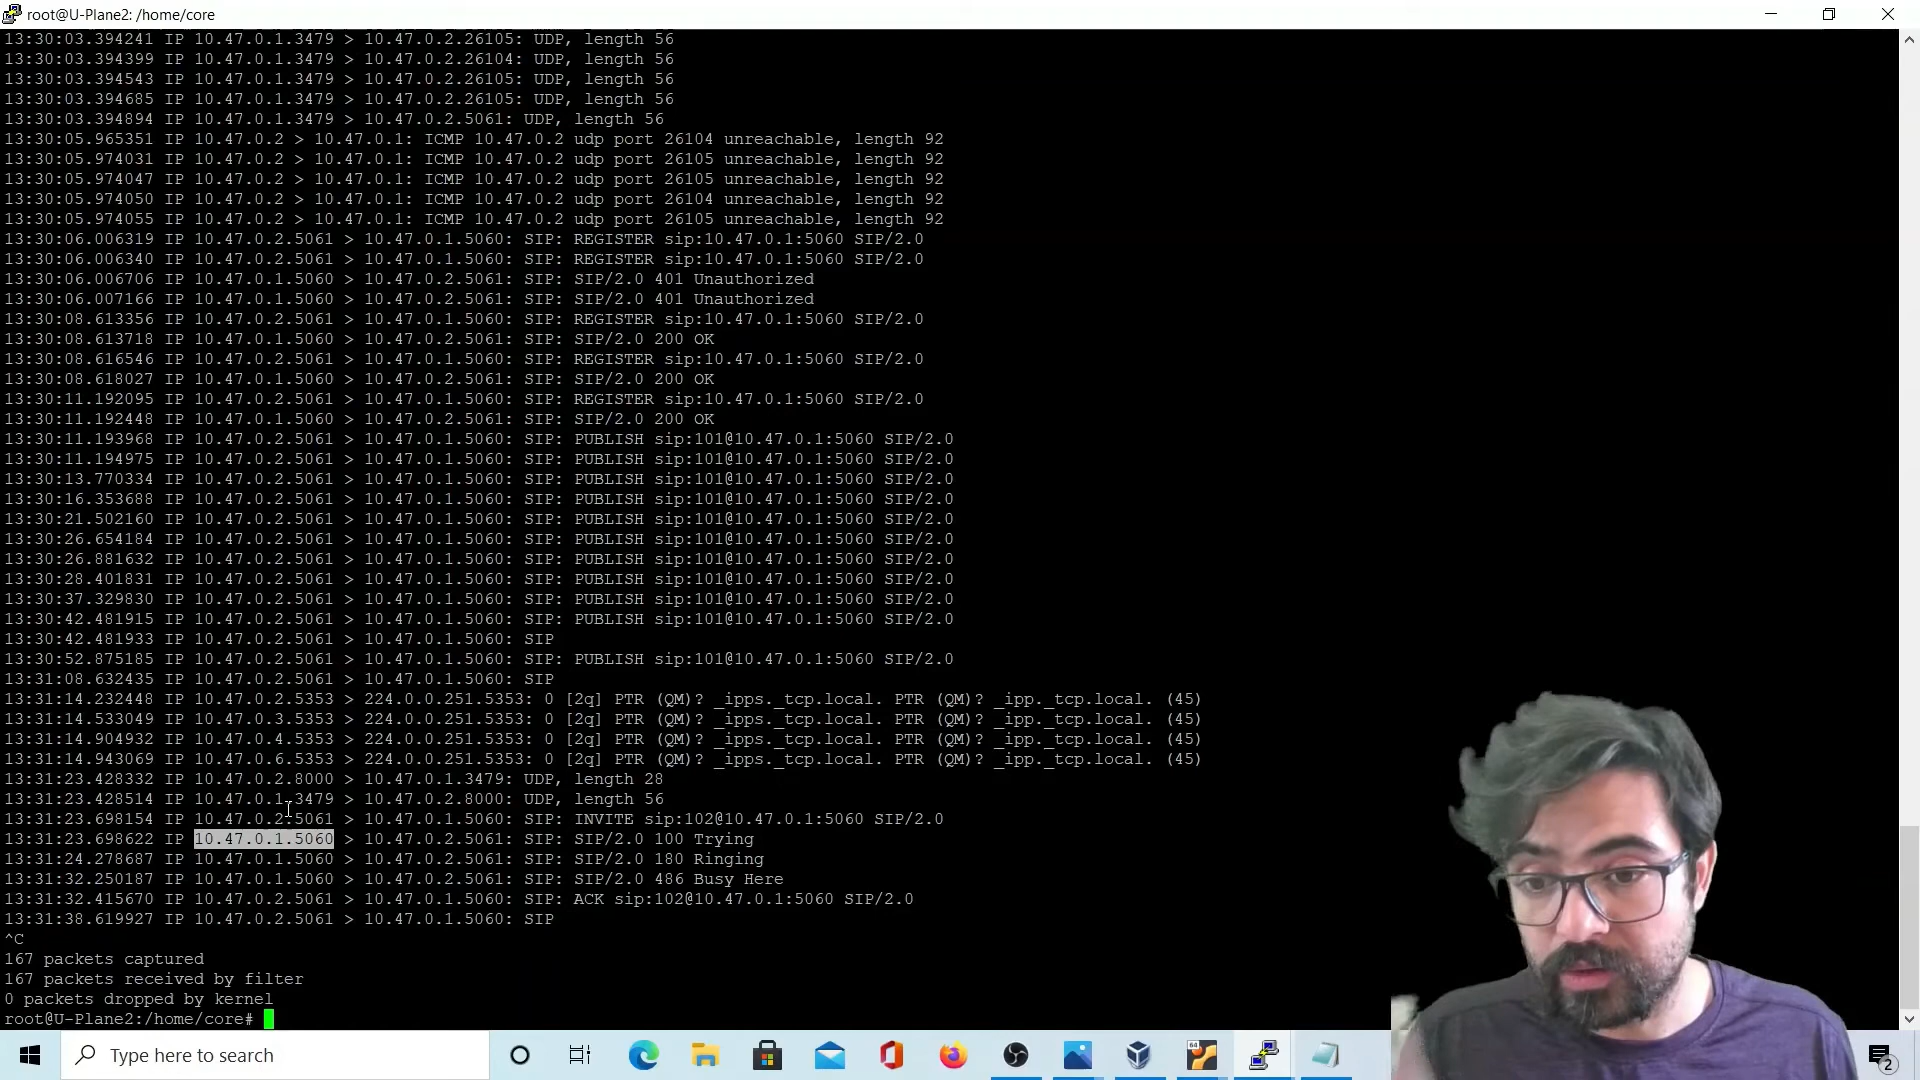 root@U-Plane2: /home/core
13:30:03.394241 IP 10.47.0.1.3479 > 10.47.0.2.26105: UDP, length 56
13:30:03.394399 IP 10.47.0.1.3479 > 10.47.0.2.26104: UDP, length 56
13:30:03.394543 IP 10.47.0.1.3479 > 10.47.0.2.26105: UDP, length 56
13:30:03.394685 IP 10.47.0.1.3479 > 10.47.0.2.26105: UDP, length 56
13:30:03.394894 IP 10.47.0.1.3479 > 10.47.0.2.5061: UDP, length 56
13:30:05.965351 IP 10.47.0.2 > 10.47.0.1: ICMP 10.47.0.2 udp port 26104 unreachable, length 92
13:30:05.974031 IP 10.47.0.2 > 10.47.0.1: ICMP 10.47.0.2 udp port 26105 unreachable, length 92
13:30:05.974047 IP 10.47.0.2 > 10.47.0.1: ICMP 10.47.0.2 udp port 26105 unreachable, length 92
13:30:05.974050 IP 10.47.0.2 > 10.47.0.1: ICMP 10.47.0.2 udp port 26104 unreachable, length 92
13:30:05.974055 IP 10.47.0.2 > 10.47.0.1: ICMP 10.47.0.2 udp port 26105 unreachable, length 92
13:30:06.006319 IP 10.47.0.2.5061 > 10.47.0.1.5060: SIP: REGISTER sip:10.47.0.1:5060 SIP/2.0
13:30:06.006340 IP 10.47.0.2.5061 > 10.47.0.1.5060: SIP: REGISTER sip:10.47.0.1:5060 SIP/2.0
13:30:06.006706 IP 10.47.0.1.5060 > 10.47.0.2.5061: SIP: SIP/2.0 401 Unauthorized
13:30:06.007166 IP 10.47.0.1.5060 > 10.47.0.2.5061: SIP: SIP/2.0 401 Unauthorized
13:30:08.613356 IP 10.47.0.2.5061 > 10.47.0.1.5060: SIP: REGISTER sip:10.47.0.1:5060 SIP/2.0
13:30:08.613718 IP 10.47.0.1.5060 > 10.47.0.2.5061: SIP: SIP/2.0 200 OK
13:30:08.616546 IP 10.47.0.2.5061 > 10.47.0.1.5060: SIP: REGISTER sip:10.47.0.1:5060 SIP/2.0
13:30:08.618027 IP 10.47.0.1.5060 > 10.47.0.2.5061: SIP: SIP/2.0 200 OK
13:30:11.192095 IP 10.47.0.2.5061 > 10.47.0.1.5060: SIP: REGISTER sip:10.47.0.1:5060 SIP/2.0
13:30:11.192448 IP 10.47.0.1.5060 > 10.47.0.2.5061: SIP: SIP/2.0 200 OK
13:30:11.193968 IP 10.47.0.2.5061 > 10.47.0.1.5060: SIP: PUBLISH sip:101@10.47.0.1:5060 SIP/2.0
13:30:11.194975 IP 10.47.0.2.5061 > 10.47.0.1.5060: SIP: PUBLISH sip:101@10.47.0.1:5060 SIP/2.0
13:30:13.770334 IP 10.47.0.2.5061 > 10.47.0.1.5060: SIP: PUBLISH sip:101@10.47.0.1:5060 SIP/2.0
13:30:16.353688 IP 10.47.0.2.5061 > 10.47.0.1.5060: SIP: PUBLISH sip:101@10.47.0.1:5060 SIP/2.0
13:30:21.502160 IP 10.47.0.2.5061 > 10.47.0.1.5060: SIP: PUBLISH sip:101@10.47.0.1:5060 SIP/2.0
13:30:26.654184 IP 10.47.0.2.5061 > 10.47.0.1.5060: SIP: PUBLISH sip:101@10.47.0.1:5060 SIP/2.0
13:30:26.881632 IP 10.47.0.2.5061 > 10.47.0.1.5060: SIP: PUBLISH sip:101@10.47.0.1:5060 SIP/2.0
13:30:28.401831 IP 10.47.0.2.5061 > 10.47.0.1.5060: SIP: PUBLISH sip:101@10.47.0.1:5060 SIP/2.0
13:30:37.329830 IP 10.47.0.2.5061 > 10.47.0.1.5060: SIP: PUBLISH sip:101@10.47.0.1:5060 SIP/2.0
13:30:42.481915 IP 10.47.0.2.5061 > 10.47.0.1.5060: SIP: PUBLISH sip:101@10.47.0.1:5060 SIP/2.0
13:30:42.481933 IP 10.47.0.2.5061 > 10.47.0.1.5060: SIP
13:30:52.875185 IP 10.47.0.2.5061 > 10.47.0.1.5060: SIP: PUBLISH sip:101@10.47.0.1:5060 SIP/2.0
13:31:08.632435 IP 10.47.0.2.5061 > 10.47.0.1.5060: SIP
13:31:14.232448 IP 10.47.0.2.5353 > 224.0.0.251.5353: 0 [2q] PTR (QM)? _ipps._tcp.local. PTR (QM)? _ipp._tcp.local. (45)
13:31:14.533049 IP 10.47.0.3.5353 > 224.0.0.251.5353: 0 [2q] PTR (QM)? _ipps._tcp.local. PTR (QM)? _ipp._tcp.local. (45)
13:31:14.904932 IP 10.47.0.4.5353 > 224.0.0.251.5353: 0 [2q] PTR (QM)? _ipps._tcp.local. PTR (QM)? _ipp._tcp.local. (45)
13:31:14.943069 IP 10.47.0.6.5353 > 224.0.0.251.5353: 0 [2q] PTR (QM)? _ipps._tcp.local. PTR (QM)? _ipp._tcp.local. (45)
13:31:23.428332 IP 10.47.0.2.8000 > 10.47.0.1.3479: UDP, length 28
13:31:23.428514 IP 10.47.0.1.3479 > 10.47.0.2.8000: UDP, length 56
13:31:23.698154 IP 10.47.0.2.5061 > 10.47.0.1.5060: SIP: INVITE sip:102@10.47.0.1:5060 SIP/2.0
13:31:23.698622 IP 10.47.0.1.5060 > 10.47.0.2.5061: SIP: SIP/2.0 100 Trying
13:31:24.278687 IP 10.47.0.1.5060 > 10.47.0.2.5061: SIP: SIP/2.0 180 Ringing
13:31:32.250187 IP 10.47.0.1.5060 > 10.47.0.2.5061: SIP: SIP/2.0 486 Busy Here
13:31:32.415670 IP 10.47.0.2.5061 > 10.47.0.1.5060: SIP: ACK sip:102@10.47.0.1:5060 SIP/2.0
13:31:38.619927 IP 10.47.0.2.5061 > 10.47.0.1.5060: SIP
^C
167 packets captured
167 packets received by filter
0 packets dropped by kernel
root@U-Plane2:/home/core#
Type here to search
64
2